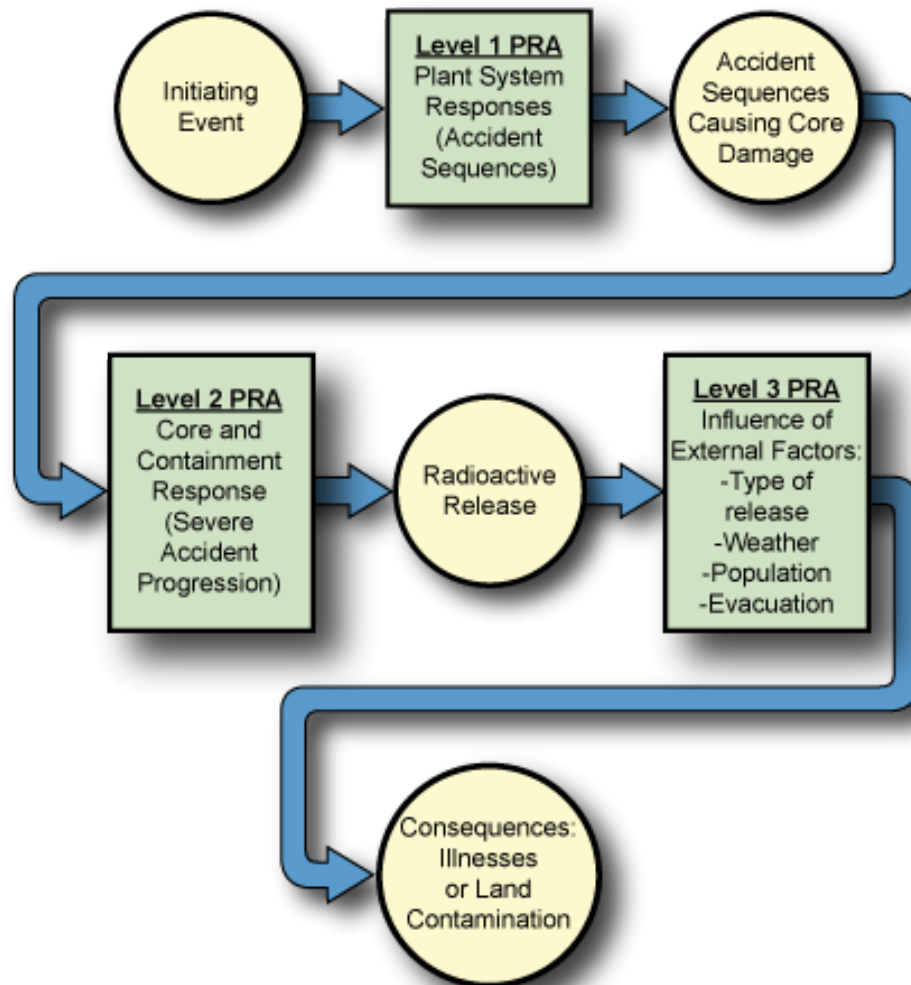 Initiating
Event
Level 1 PRA
Plant System
Responses
(Accident
Sequences)
Accident
Sequences
Causing Core
Damage
Level 2 PRA
Core and
Containment
Response
(Severe
Accident
Progression)
Radioactive
Release
Level 3 PRA
Influence of
External Factors:
-Type of
release
-Weather
-Population
-Evacuation
Consequences:
Illnesses
or Land
Contamination